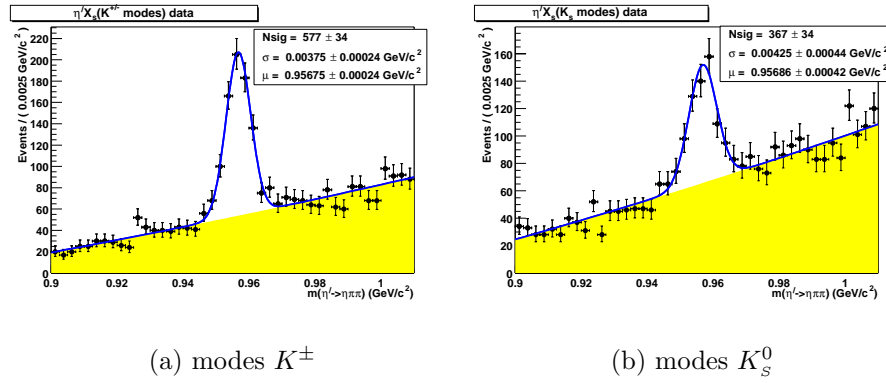 η′X_s(K^{+/-} modes) data
Nsig = 577 ± 34
σ = 0.00375 ± 0.00024 GeV/c²
μ = 0.95675 ± 0.00024 GeV/c²
Events / ( 0.0025 GeV/c² )
220
200
180
160
140
120
100
80
60
40
20
0
0.9 0.92 0.94 0.96 0.98 1
m(η′->ηππ) (GeV/c²)
(a) modes K^±
η′X_s(K_s modes) data
Nsig = 367 ± 34
σ = 0.00425 ± 0.00044 GeV/c²
μ = 0.95686 ± 0.00042 GeV/c²
Events / ( 0.0025 GeV/c² )
160
140
120
100
80
60
40
20
0
0.9 0.92 0.94 0.96 0.98 1
m(η′->ηππ) (GeV/c²)
(b) modes K_S^0